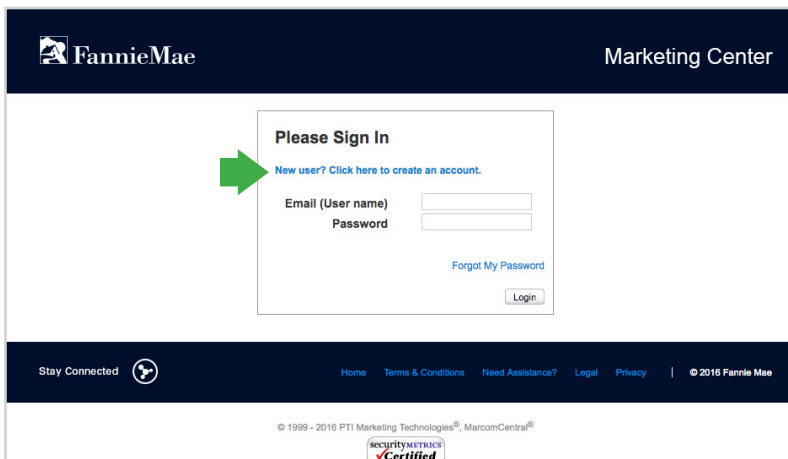 FannieMae
Marketing Center
Please Sign In
New user? Click here to create an account.
Email (User name)
Password
Forgot My Password
Login
Stay Connected
Home Terms & Conditions Need Assistance? Legal Privacy | © 2016 Fannie Mae
© 1999 - 2016 PTI Marketing Technologies®, MarcomCentral®
securityMETRICS
Certified